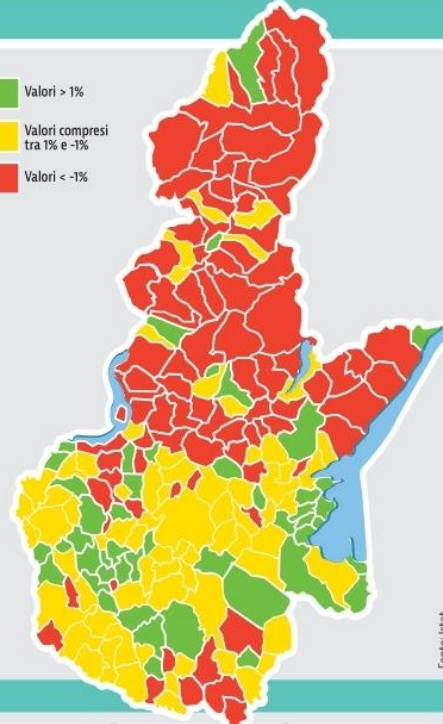 Valori > 1%
Valori compresi
tra 1% e -1%
Valori < -1%
Fonte: Istat